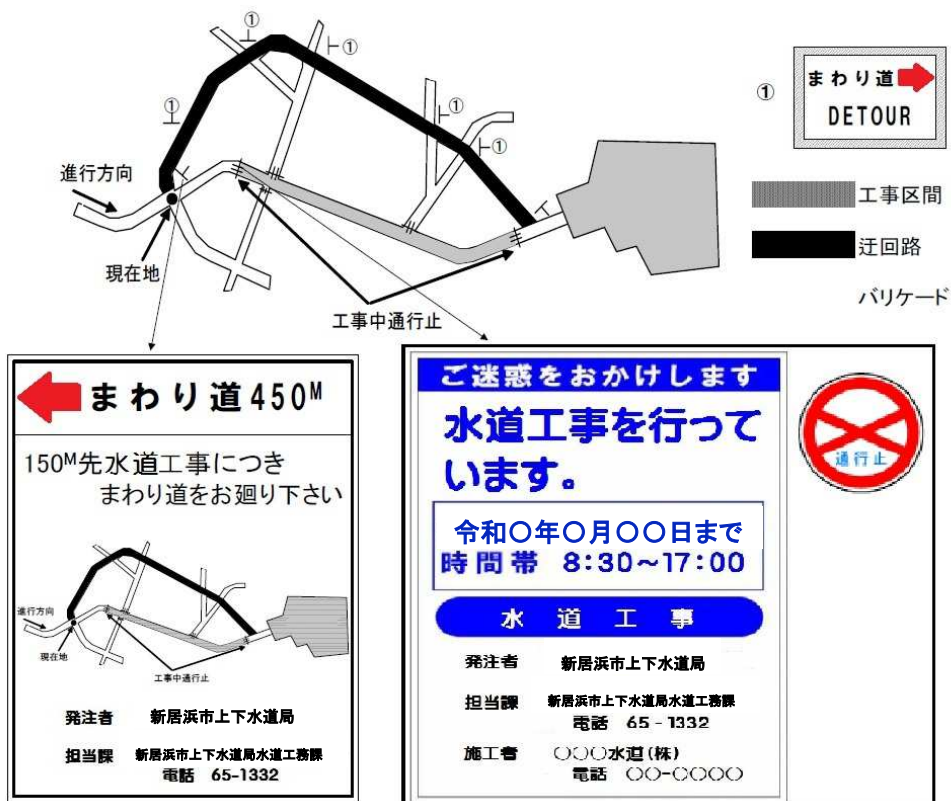 ①
①
①
①
①
進行方向
現在地
工事中通行止
①
まわり道
DETOUR
工事区間
迂回路
バリケード
まわり道450M
150M先水道工事につき
まわり道をお廻り下さい
進行方向
現在地
工事中通行止
発注者 新居浜市上下水道局
担当課 新居浜市上下水道局水道工務課
電話 65-1332
ご迷惑をおかけします
水道工事を行って
います。
令和〇年〇月〇〇日まで
時間帯 8:30~17:00
水道工事
発注者 新居浜市上下水道局
担当課 新居浜市上下水道局水道工務課
電話 65-1332
施工者 〇〇〇水道(株)
電話 〇〇-〇〇〇〇
通行止